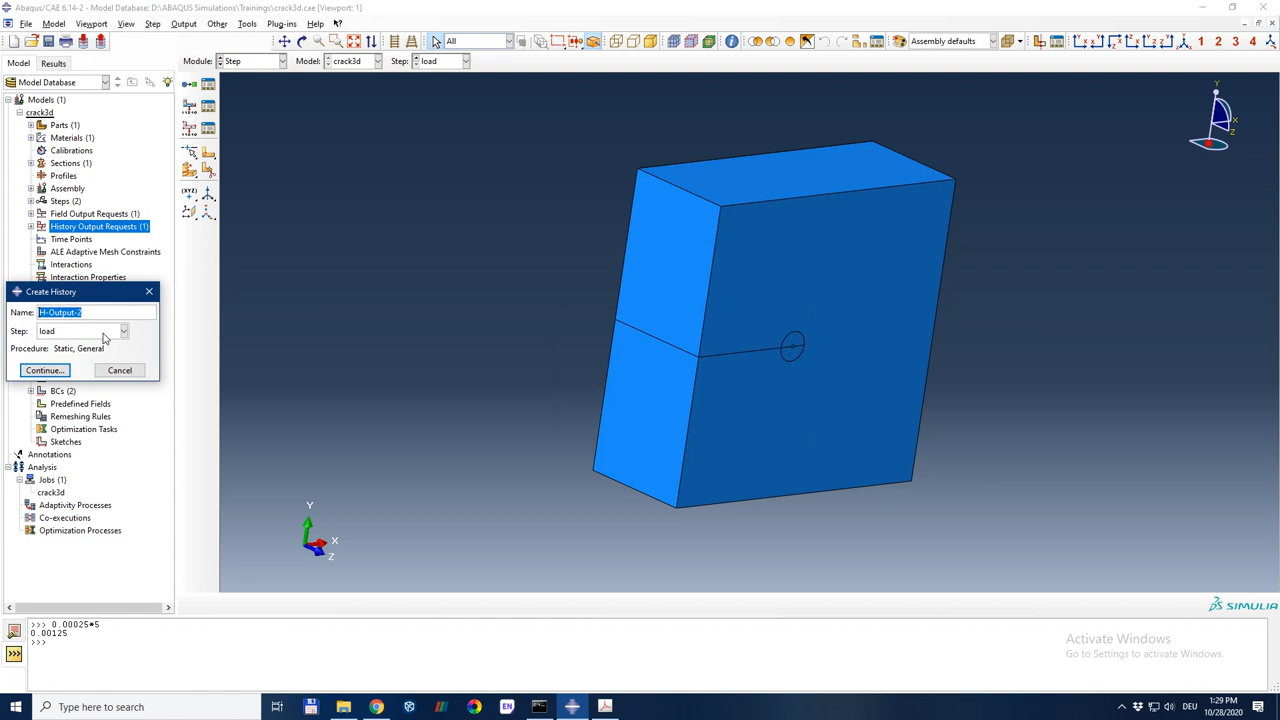 Abaqus/CAE 6.14-2 - Model Database: D:\ABAQUS Simulations\Trainings\crack3d.cae [Viewport: 1]
File Model Viewport View Step Output Other Tools Plug-ins Help
All
Assembly defaults
1 2 3 4
Model Results
Module: Step Model: crack3d Step: load
Model Database
Models (1)
crack3d
Parts (1)
Materials (1)
Calibrations
Sections (1)
Profiles
Assembly
Steps (2)
Field Output Requests (1)
History Output Requests (1)
Time Points
ALE Adaptive Mesh Constraints
Interactions
Interaction Properties
Create History
Name: H-Output-2
Step: load
Procedure: Static, General
Continue... Cancel
BCs (2)
Predefined Fields
Remeshing Rules
Optimization Tasks
Sketches
Annotations
Analysis
Jobs (1)
crack3d
Adaptivity Processes
Co-executions
Optimization Processes
Y
X
Z
Y
X
Z
SIMULIA
>>> 0.00025*5
0.00125
>>>
Activate Windows
Go to Settings to activate Windows.
Type here to search
EN
DEU
1:29 PM
10/28/2020